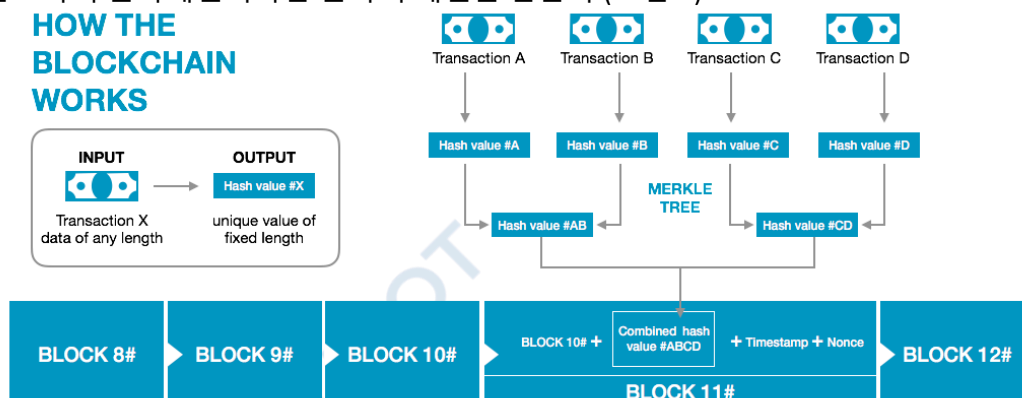 HOW THE
BLOCKCHAIN
WORKS
Transaction A
Transaction B
Transaction C
Transaction D
INPUT
OUTPUT
Hash value #X
Transaction X
data of any length
unique value of
fixed length
Hash value #A
Hash value #B
Hash value #C
Hash value #D
MERKLE
TREE
Hash value #AB
Hash value #CD
BLOCK 8#
BLOCK 9#
BLOCK 10#
BLOCK 10# +
Combined hash
value #ABCD
+ Timestamp + Nonce
BLOCK 11#
BLOCK 12#